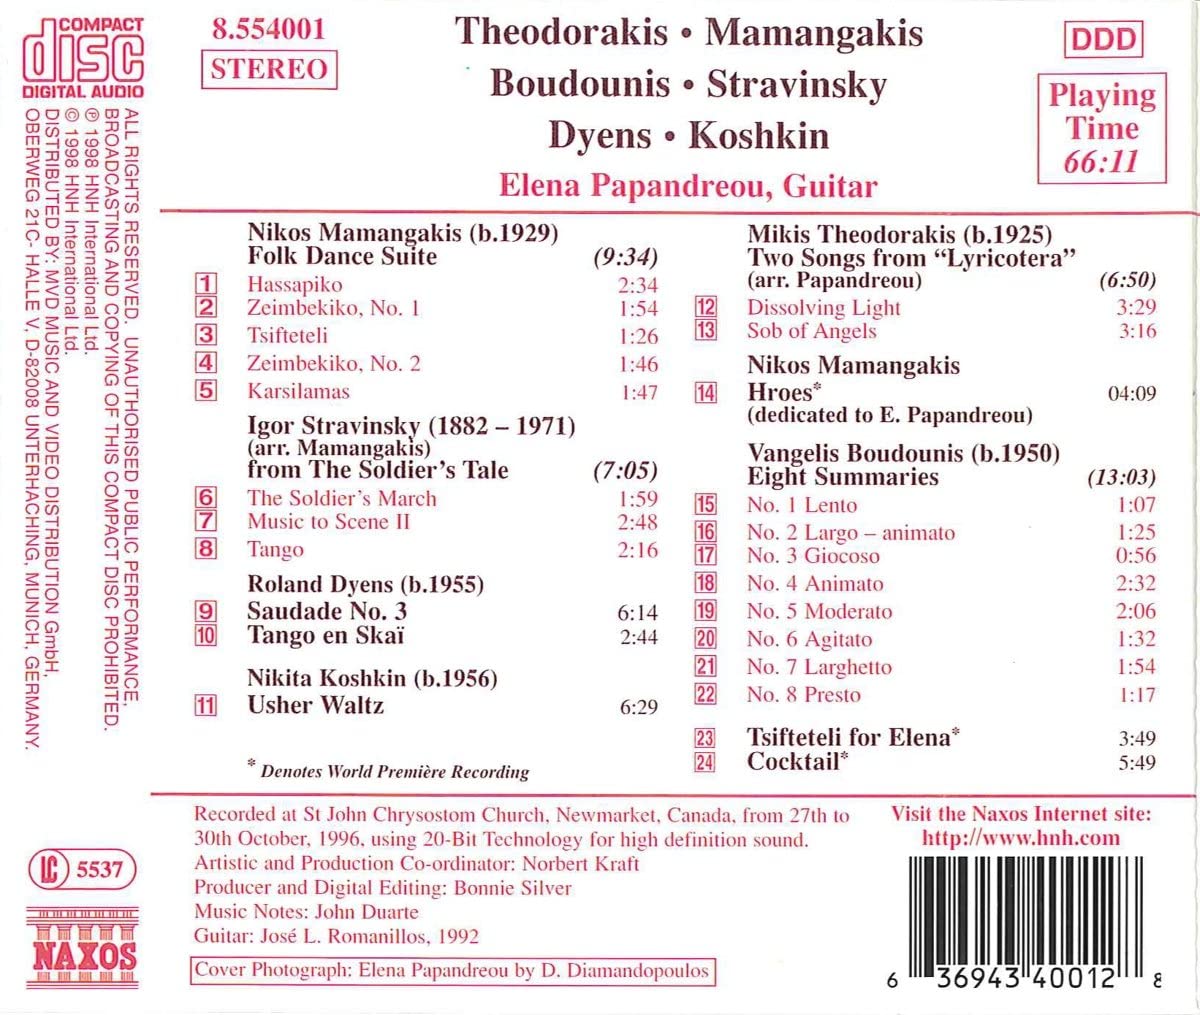 COMPACT
disc
DIGITAL AUDIO
8.554001
STEREO
Theodorakis • Mamangakis
Boudounis • Stravinsky
Dyens • Koshkin
Elena Papandreou, Guitar
DDD
Playing
Time
66:11
ALL RIGHTS RESERVED. UNAUTHORISED PUBLIC PERFORMANCE,
BROADCASTING AND COPYING OF THIS COMPACT DISC PROHIBITED.
℗ 1998 HNH International Ltd.
© 1998 HNH International Ltd.
DISTRIBUTED BY: MVD MUSIC AND VIDEO DISTRIBUTION GmbH,
OBERWEG 21C- HALLE V, D-82008 UNTERHACHING, MUNICH, GERMANY.
Nikos Mamangakis (b.1929)
Folk Dance Suite (9:34)
1 Hassapiko 2:34
2 Zeimbekiko, No. 1 1:54
3 Tsifteteli 1:26
4 Zeimbekiko, No. 2 1:46
5 Karsilamas 1:47
Igor Stravinsky (1882 – 1971)
(arr. Mamangakis)
from The Soldier's Tale (7:05)
6 The Soldier's March 1:59
7 Music to Scene II 2:48
8 Tango 2:16
Roland Dyens (b.1955)
9 Saudade No. 3 6:14
10 Tango en Skaï 2:44
Nikita Koshkin (b.1956)
11 Usher Waltz 6:29
* Denotes World Première Recording
Mikis Theodorakis (b.1925)
Two Songs from “Lyricotera”
(arr. Papandreou) (6:50)
12 Dissolving Light 3:29
13 Sob of Angels 3:16
Nikos Mamangakis
14 Hroes* 04:09
(dedicated to E. Papandreou)
Vangelis Boudounis (b.1950)
Eight Summaries (13:03)
15 No. 1 Lento 1:07
16 No. 2 Largo – animato 1:25
17 No. 3 Giocoso 0:56
18 No. 4 Animato 2:32
19 No. 5 Moderato 2:06
20 No. 6 Agitato 1:32
21 No. 7 Larghetto 1:54
22 No. 8 Presto 1:17
23 Tsifteteli for Elena* 3:49
24 Cocktail* 5:49
Recorded at St John Chrysostom Church, Newmarket, Canada, from 27th to
30th October, 1996, using 20-Bit Technology for high definition sound.
Artistic and Production Co-ordinator: Norbert Kraft
Producer and Digital Editing: Bonnie Silver
Music Notes: John Duarte
Guitar: José L. Romanillos, 1992
Cover Photograph: Elena Papandreou by D. Diamandopoulos
Visit the Naxos Internet site:
http://www.hnh.com
LC 5537
NAXOS
6 36943 40012 8